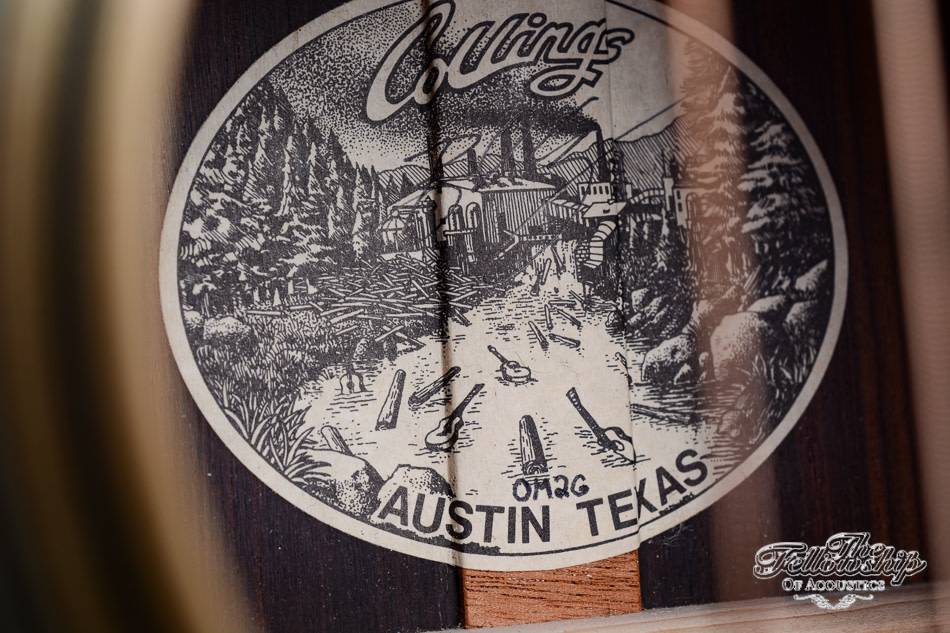 Collings
OM2G
AUSTIN TEXAS
The
Fellowship
OF ACOUSTICS